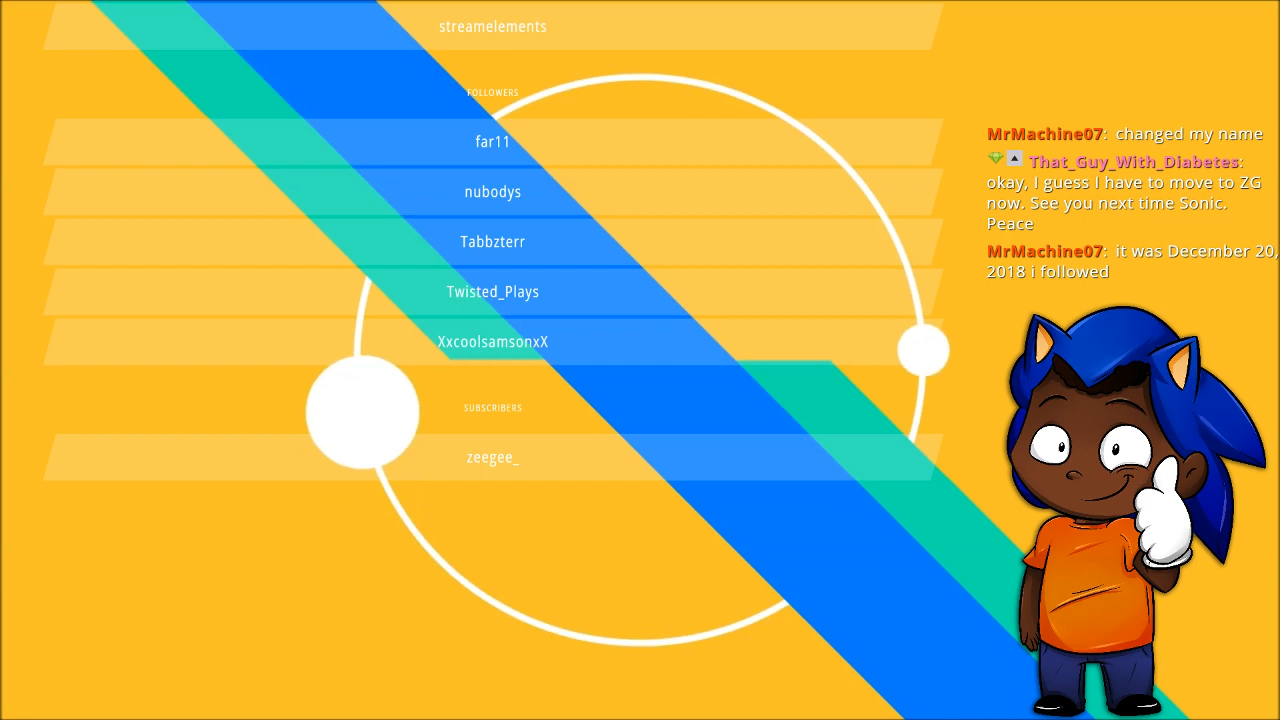 streamelements
FOLLOWERS
far11
nubodys
Tabbzterr
Twisted_Plays
XxcoolsamsonxX
SUBSCRIBERS
zeegee_
MrMachine07: changed my name
That_Guy_With_Diabetes:
okay, I guess I have to move to ZG
now. See you next time Sonic.
Peace
MrMachine07: it was December 20,
2018 i followed